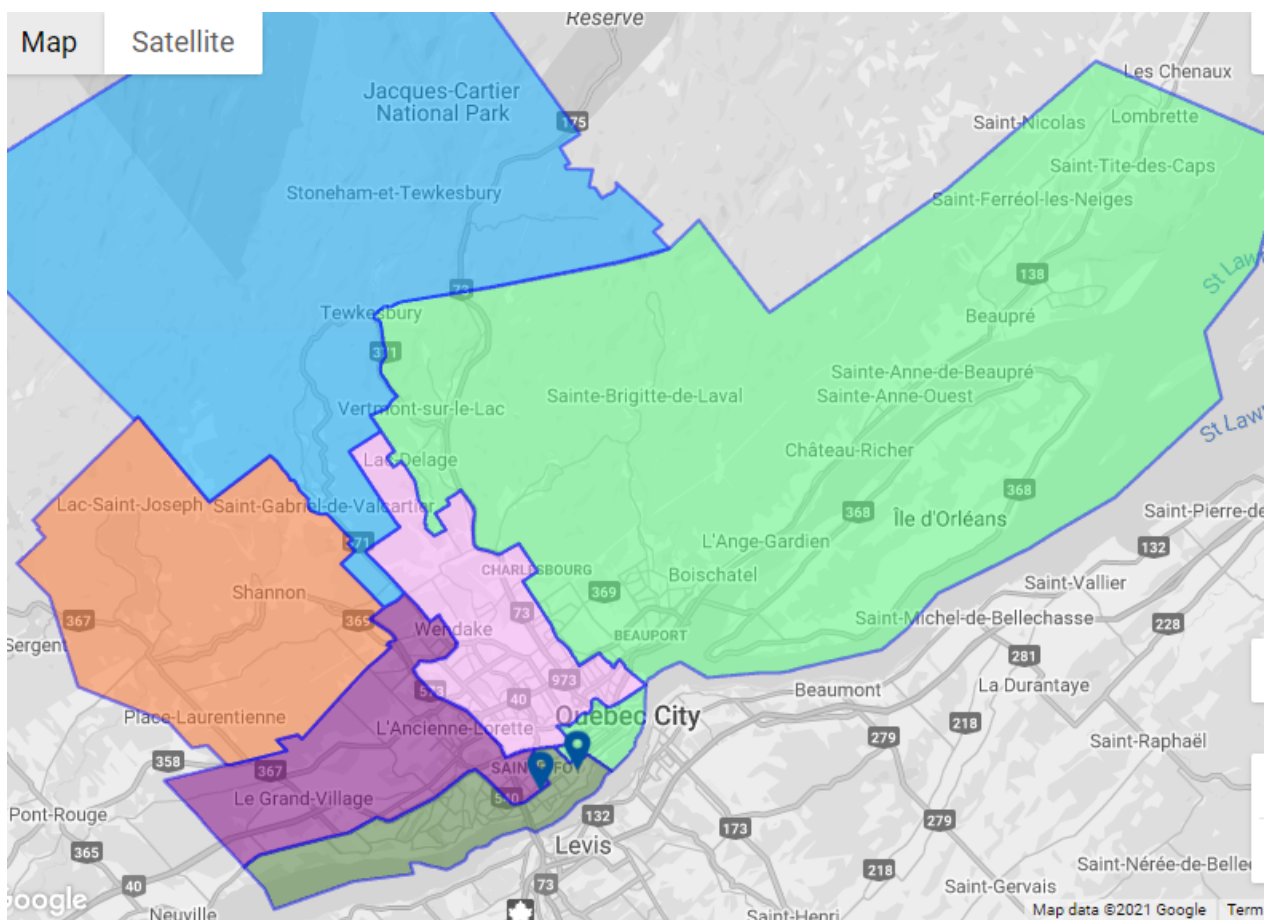 Map Satellite
Réserve
Les Chenaux
Jacques-Cartier
National Park
175
Saint-Nicolas
Lombrette
Saint-Tite-des-Caps
Stoneham-et-Tewkesbury
Saint-Ferréol-les-Neiges
138
St Law
73
Tewkesbury
Beaupré
371
Sainte-Anne-de-Beaupré
Sainte-Brigitte-de-Laval
Sainte-Anne-Ouest
Vertmont-sur-le-Lac
St Law
Château-Richer
Lac-Delage
368
Lac-Saint-Joseph
Saint-Gabriel-de-Valcartier
368
Île d'Orléans
Saint-Pierre-de-
L'Ange-Gardien
371
132
CHARLESBOURG
Boischatel
Saint-Vallier
Shannon
369
73
367
369
Saint-Michel-de-Bellechasse
228
Wendake
BEAUPORT
Sergent
281
973
La Durantaye
573
40
Beaumont
Place-Laurentienne
Québec City
218
L'Ancienne-Lorette
279
Saint-Raphaël
358
367
Le Grand-Village
540
Pont-Rouge
132
173
279
365
Levis
218
Saint-Nérée-de-Bellec
40
73
Saint-Gervais
Google
Neuville
Saint-Henri
Map data ©2021 Google Term